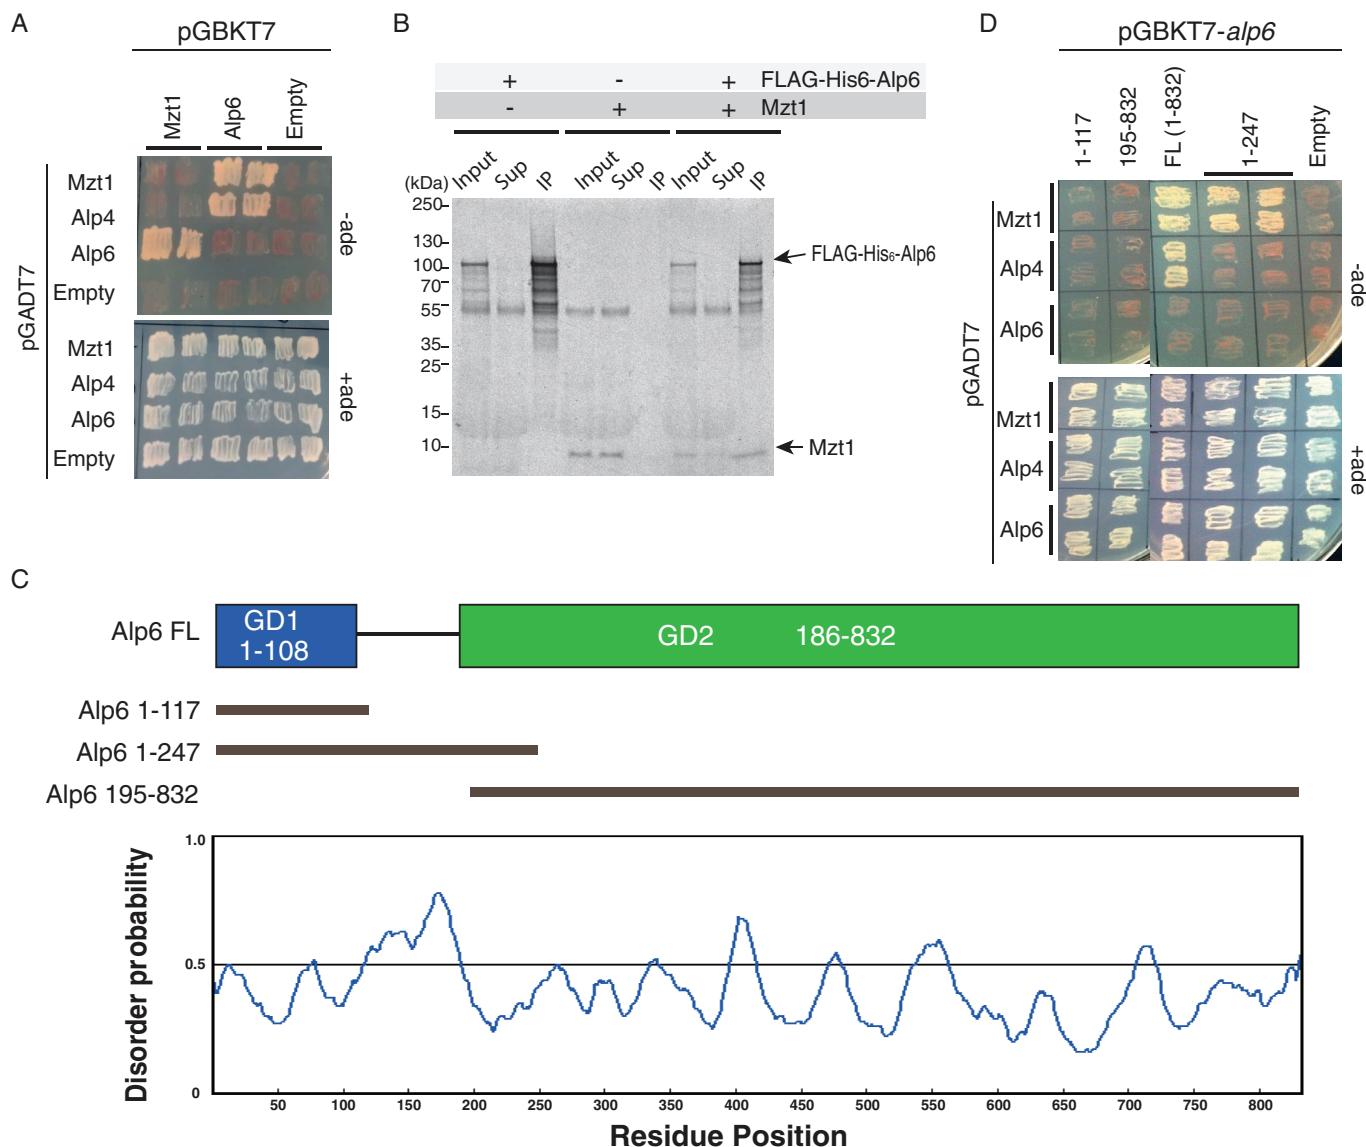 A
pGBKT7
Mzt1
Alp6
Empty
pGADT7
Mzt1
Alp4
Alp6
Empty
-ade
Mzt1
Alp4
Alp6
Empty
+ade
B
+ - + FLAG-His6-Alp6
- + + Mzt1
(kDa) Input Sup IP Input Sup IP Input Sup IP
250
130
100
70
55
35
25
15
10
FLAG-His6-Alp6
Mzt1
D
pGBKT7-alp6
1-117
195-832
FL (1-832)
1-247
Empty
pGADT7
Mzt1
Alp4
Alp6
-ade
Mzt1
Alp4
Alp6
+ade
C
Alp6 FL
GD1
1-108
GD2 186-832
Alp6 1-117
Alp6 1-247
Alp6 195-832
Disorder probability
1.0
0.5
0
50 100 150 200 250 300 350 400 450 500 550 600 650 700 750 800
Residue Position